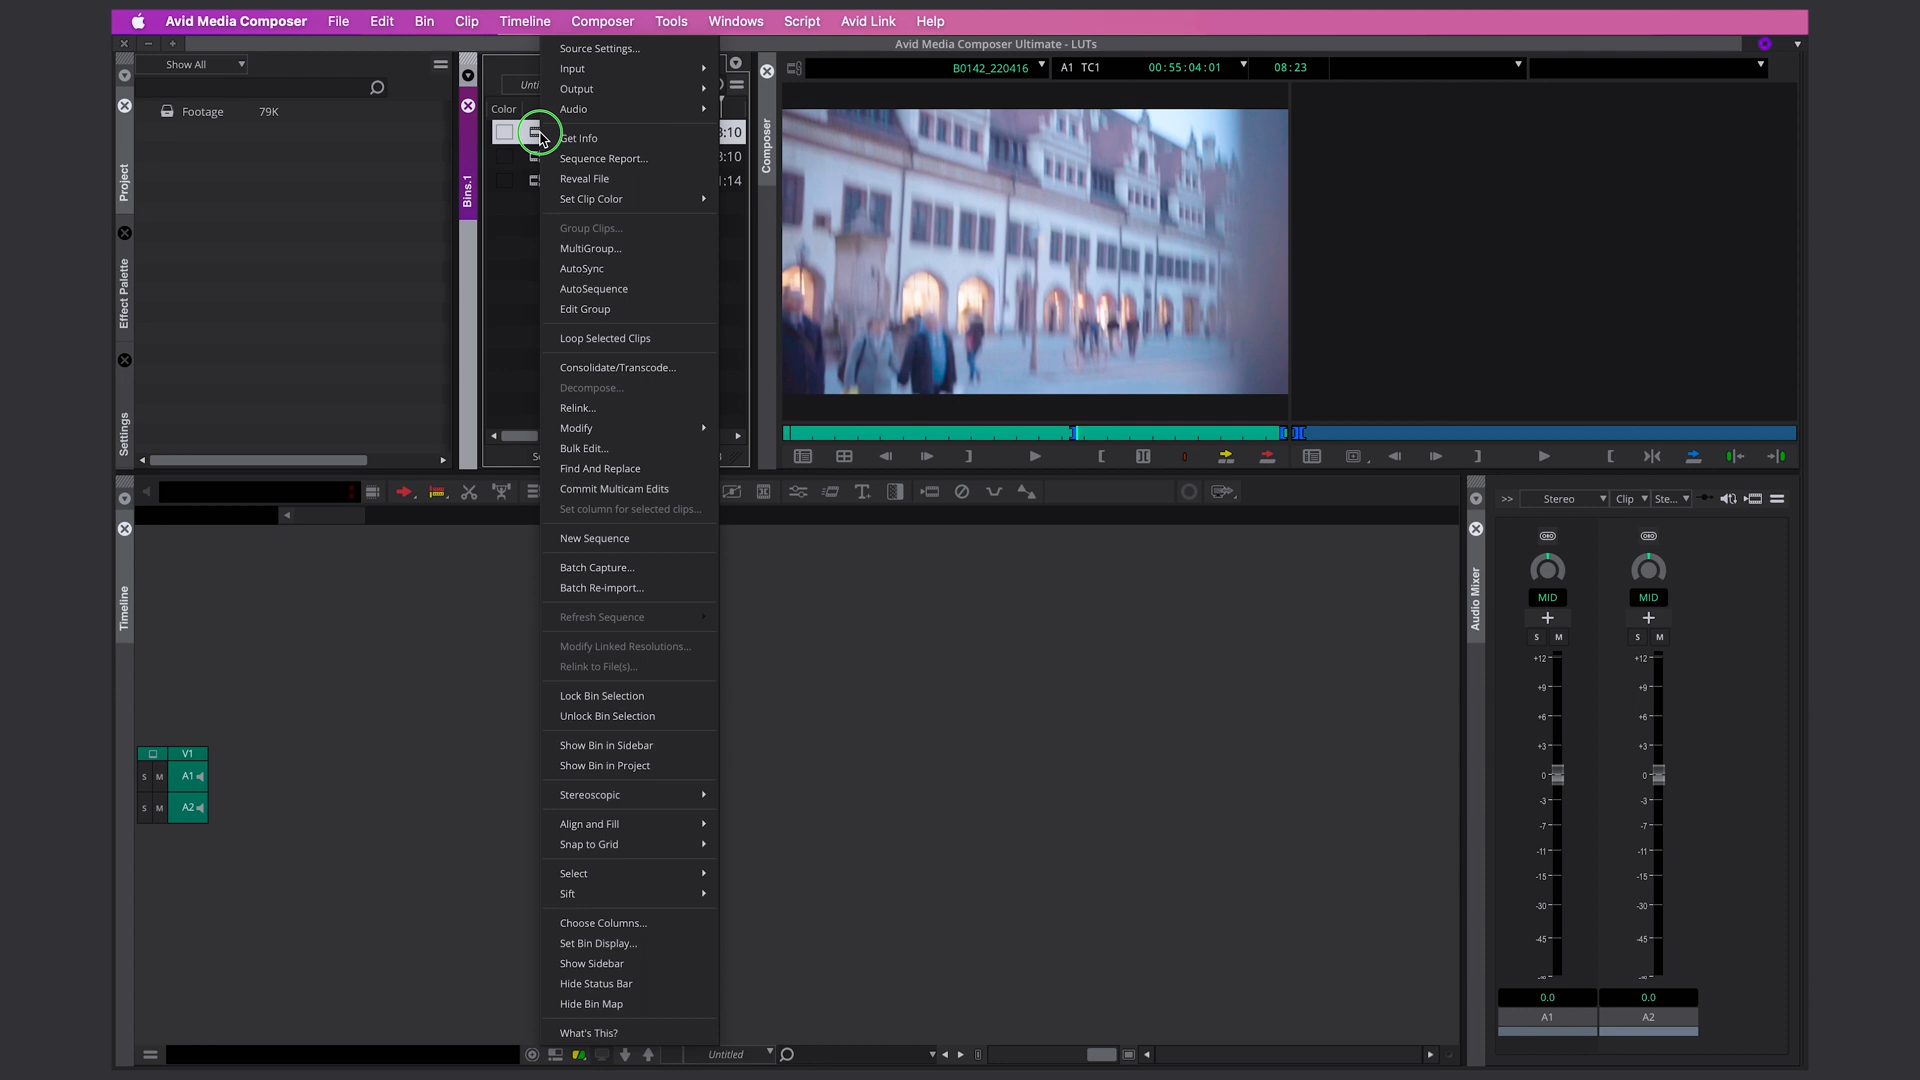 Avid Media Composer File Edit Bin Clip Timeline Composer Tools Windows Script Avid Link Help
Avid Media Composer Ultimate - LUTs
Show All
Footage 79K
Project
Effect Palette
Settings
Bins.1
Unti
Color
8:10
8:10
1:14
Source Settings...
Input
Output
Audio
Get Info
Sequence Report...
Reveal File
Set Clip Color
Group Clips...
MultiGroup...
AutoSync
AutoSequence
Edit Group
Loop Selected Clips
Consolidate/Transcode...
Decompose...
Relink...
Modify
Bulk Edit...
Find And Replace
Commit Multicam Edits
Set column for selected clips...
New Sequence
Batch Capture...
Batch Re-import...
Refresh Sequence
Modify Linked Resolutions...
Relink to File(s)...
Lock Bin Selection
Unlock Bin Selection
Show Bin in Sidebar
Show Bin in Project
Stereoscopic
Align and Fill
Snap to Grid
Select
Sift
Choose Columns...
Set Bin Display...
Show Sidebar
Hide Status Bar
Hide Bin Map
What's This?
Composer
B0142_220416 A1 TC1 00:55:04:01 08:23
Timeline
V1
S M A1
S M A2
Untitled
Audio Mixer
>> Stereo Clip Ste...
MID MID
S M S M
+12 +12
+9 +9
+6 +6
+3 +3
0 0
-3 -3
-7 -7
-11 -11
-15 -15
-30 -30
-45 -45
-∞ -∞
0.0 0.0
A1 A2